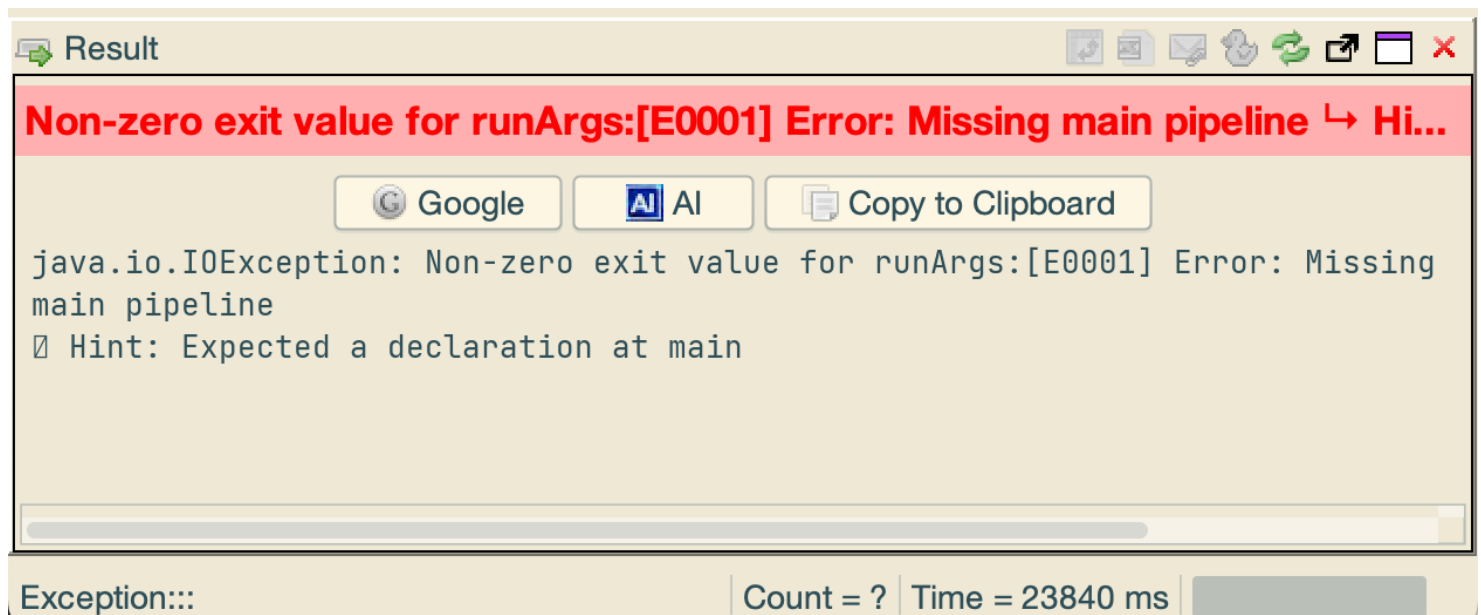 Result
Non-zero exit value for runArgs:[E0001] Error: Missing main pipeline ↳ Hi...
Google AI Copy to Clipboard
java.io.IOException: Non-zero exit value for runArgs:[E0001] Error: Missing
main pipeline
Hint: Expected a declaration at main
Exception::: Count = ? Time = 23840 ms